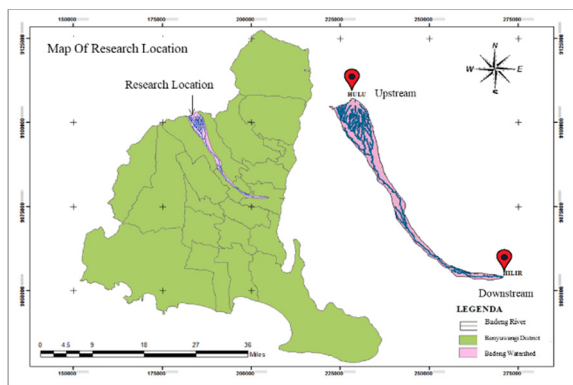 150000 175000 200000 225000 250000 275000
Map Of Research Location
Research Location
HULU
Upstream
N
W E
S
HILIR
Downstream
LEGENDA
Badeng River
Banyuwangi District
Badeng Watershed
0 4.5 9 18 27 36
Miles
150000 175000 200000 225000 250000 275000